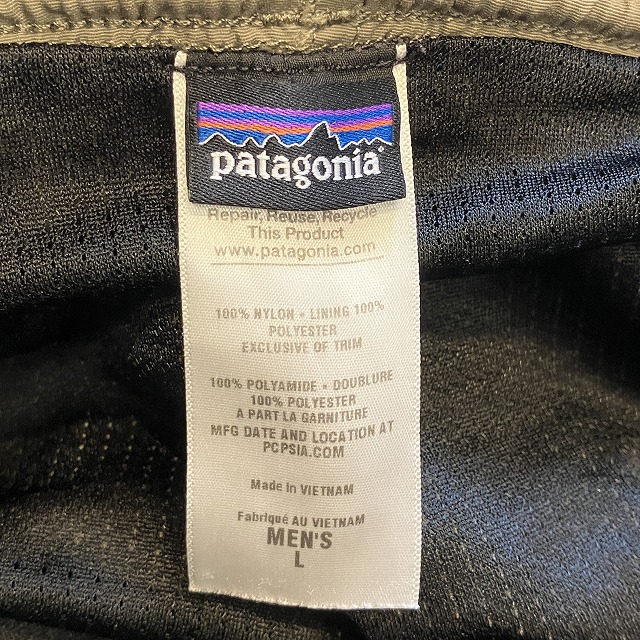 patagonia
Repair, Reuse, Recycle
This Product
www.patagonia.com
100% NYLON • LINING 100%
POLYESTER
EXCLUSIVE OF TRIM
100% POLYAMIDE • DOUBLURE
100% POLYESTER
A PART LA GARNITURE
MFG DATE AND LOCATION AT
PCPSIA.COM
Made in VIETNAM
Fabriqué AU VIETNAM
MEN'S
L